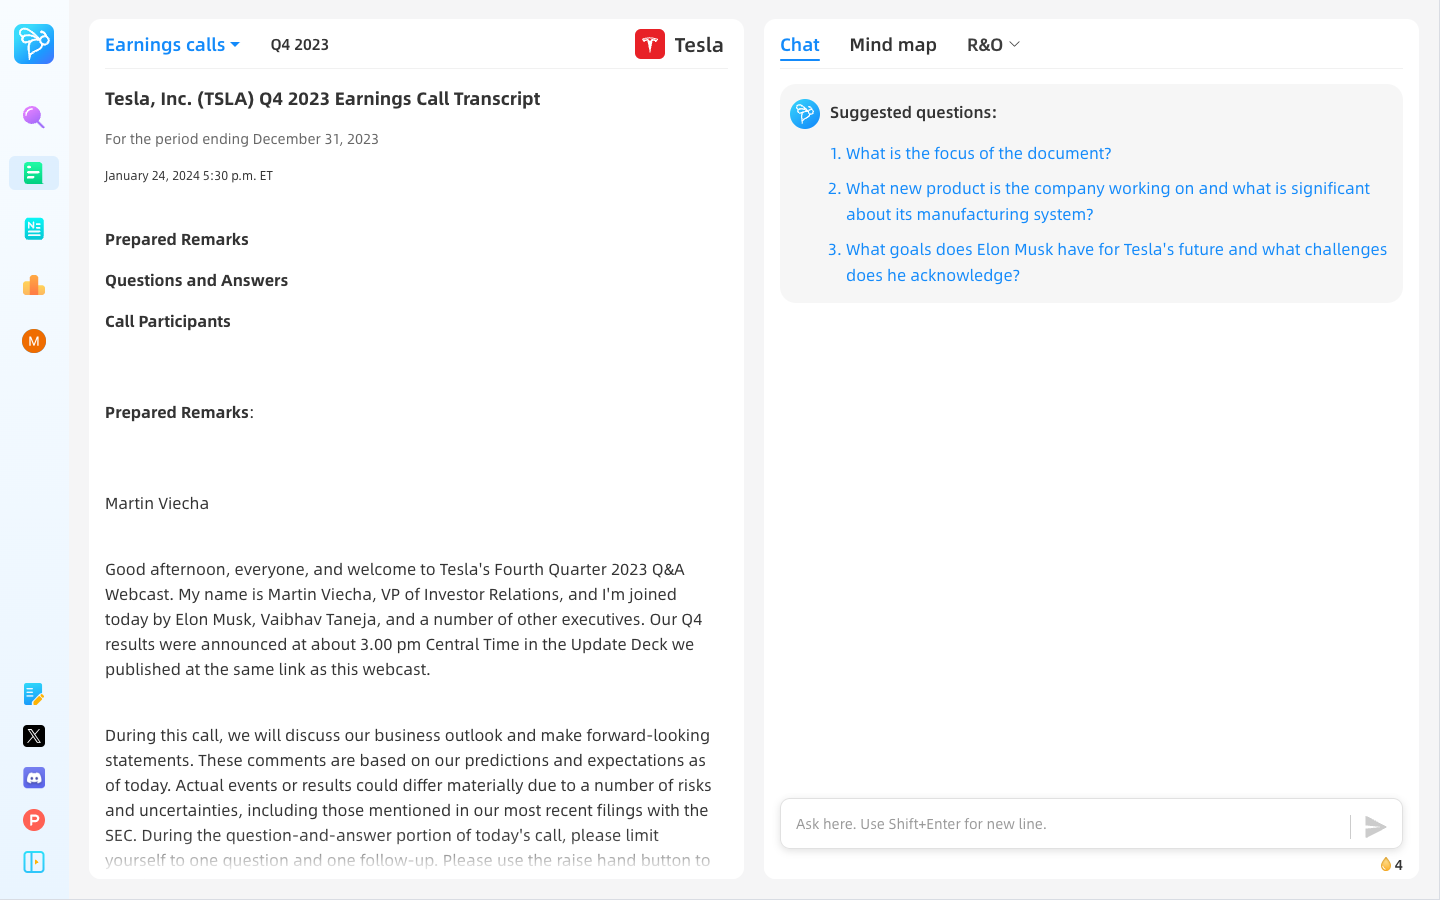 Earnings calls
Q4 2023
Tesla
Tesla, Inc. (TSLA) Q4 2023 Earnings Call Transcript
For the period ending December 31, 2023
January 24, 2024 5:30 p.m. ET
Prepared Remarks
Questions and Answers
Call Participants
Prepared Remarks:
Martin Viecha
Good afternoon, everyone, and welcome to Tesla's Fourth Quarter 2023 Q&A
Webcast. My name is Martin Viecha, VP of Investor Relations, and I'm joined
today by Elon Musk, Vaibhav Taneja, and a number of other executives. Our Q4
results were announced at about 3.00 pm Central Time in the Update Deck we
published at the same link as this webcast.
During this call, we will discuss our business outlook and make forward-looking
statements. These comments are based on our predictions and expectations as
of today. Actual events or results could differ materially due to a number of risks
and uncertainties, including those mentioned in our most recent filings with the
SEC. During the question-and-answer portion of today's call, please limit
yourself to one question and one follow-up. Please use the raise hand button to
Chat
Mind map
R&O
Suggested questions:
1. What is the focus of the document?
2. What new product is the company working on and what is significant
about its manufacturing system?
3. What goals does Elon Musk have for Tesla's future and what challenges
does he acknowledge?
Ask here. Use Shift+Enter for new line.
4
M